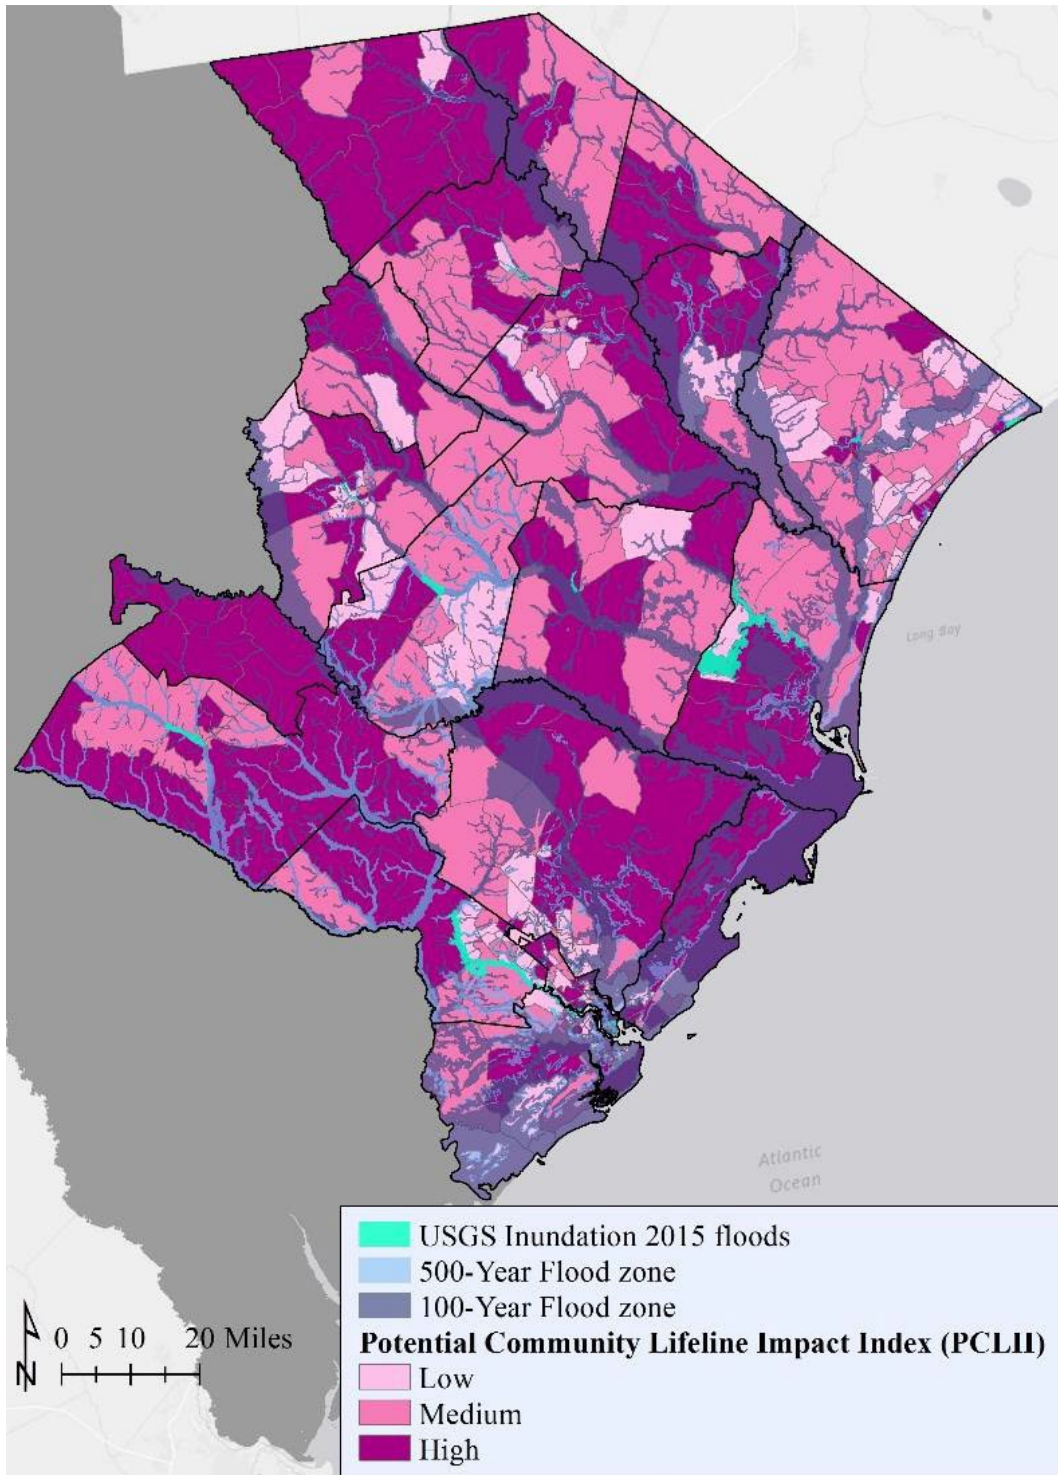 Long Bay
Atlantic
Ocean
USGS Inundation 2015 floods
500-Year Flood zone
100-Year Flood zone
Potential Community Lifeline Impact Index (PCLII)
Low
Medium
High
N
0 5 10 20 Miles